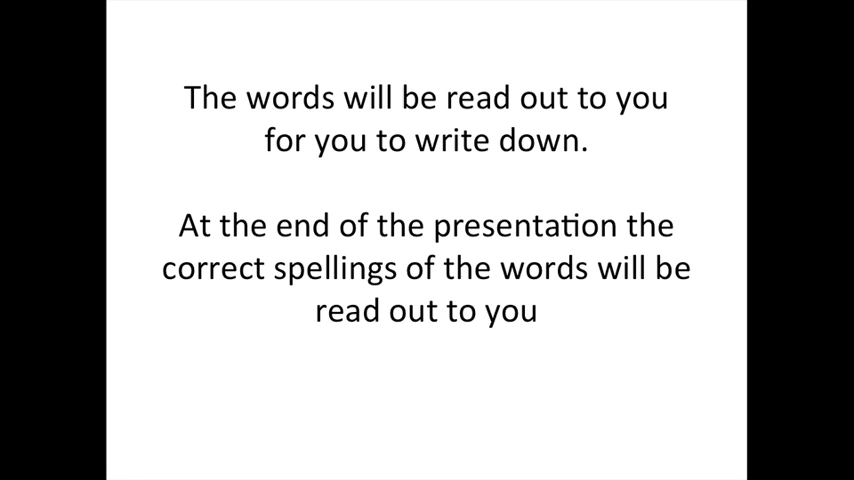 The words will be read out to you
for you to write down.
At the end of the presentation the
correct spellings of the words will be
read out to you